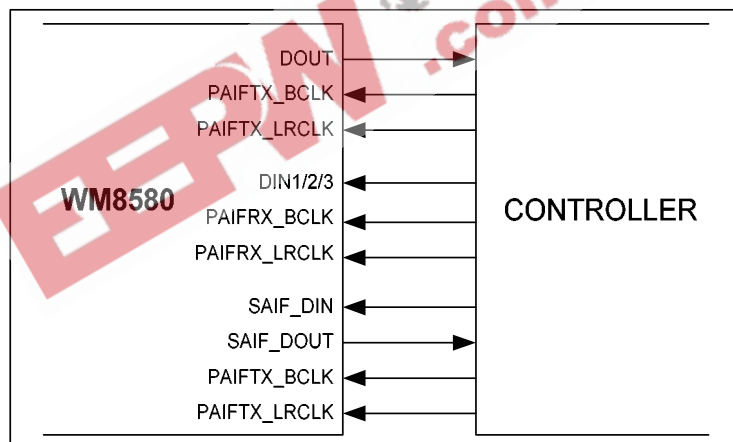 DOUT
PAIFTX_BCLK
PAIFTX_LRCLK
DIN1/2/3
PAIFRX_BCLK
PAIFRX_LRCLK
SAIF_DIN
SAIF_DOUT
PAIFTX_BCLK
PAIFTX_LRCLK
WM8580
CONTROLLER
EEPW
.com